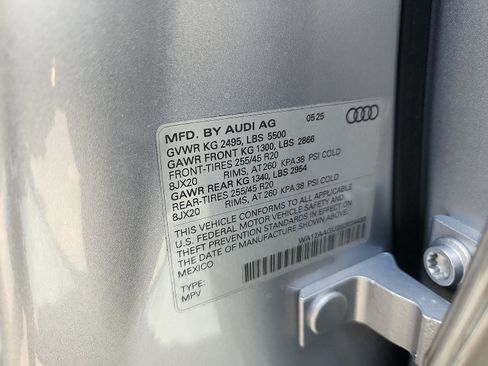 MFD. BY AUDI AG 05 25
GVWR KG 2495, LBS 5500
GAWR FRONT KG 1300, LBS 2866
FRONT-TIRES 255/45 R20
8JX20 RIMS, AT 260 KPA 38 PSI COLD
GAWR REAR KG 1340, LBS 2954
REAR-TIRES 255/45 R20
8JX20 RIMS, AT 260 KPA 38 PSI COLD
THIS VEHICLE CONFORMS TO ALL APPLICABLE
U.S. FEDERAL MOTOR VEHICLE SAFETY AND
THEFT PREVENTION STANDARDS IN EFFECT ON
THE DATE OF MANUFACTURE SHOWN ABOVE.
MEXICO
TYPE:
MPV